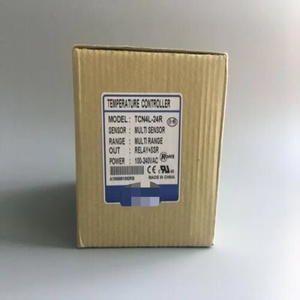 TEMPERATURE CONTROLLER
MODEL : TCN4L-24R
SENSOR : MULTI SENSOR
RANGE : MULTI RANGE
OUT : RELAY+SSR
POWER : 100-240VAC
RoHS
MADE IN CHINA